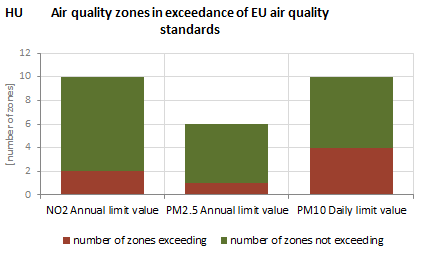 HU
Air quality zones in exceedance of EU air quality
standards
[number of zones]
12
10
8
6
4
2
0
NO2 Annual limit value PM2.5 Annual limit value PM10 Daily limit value
number of zones exceeding number of zones not exceeding